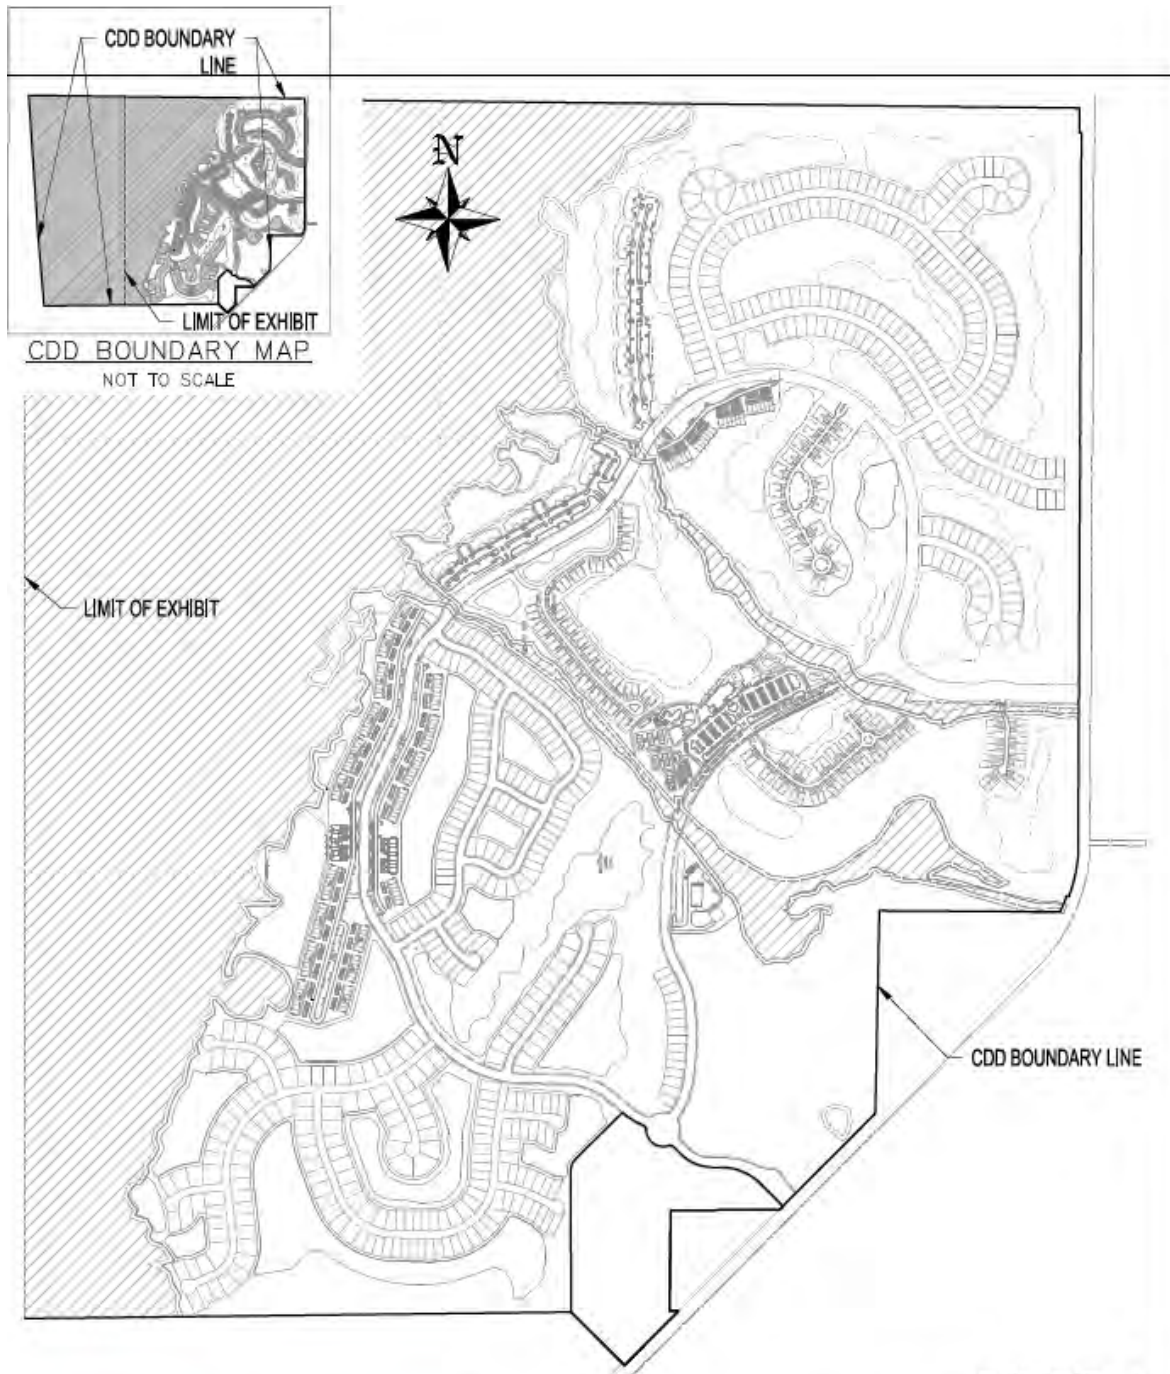 CDD BOUNDARY
LINE
LIMIT OF EXHIBIT
CDD BOUNDARY MAP
NOT TO SCALE
N
LIMIT OF EXHIBIT
CDD BOUNDARY LINE